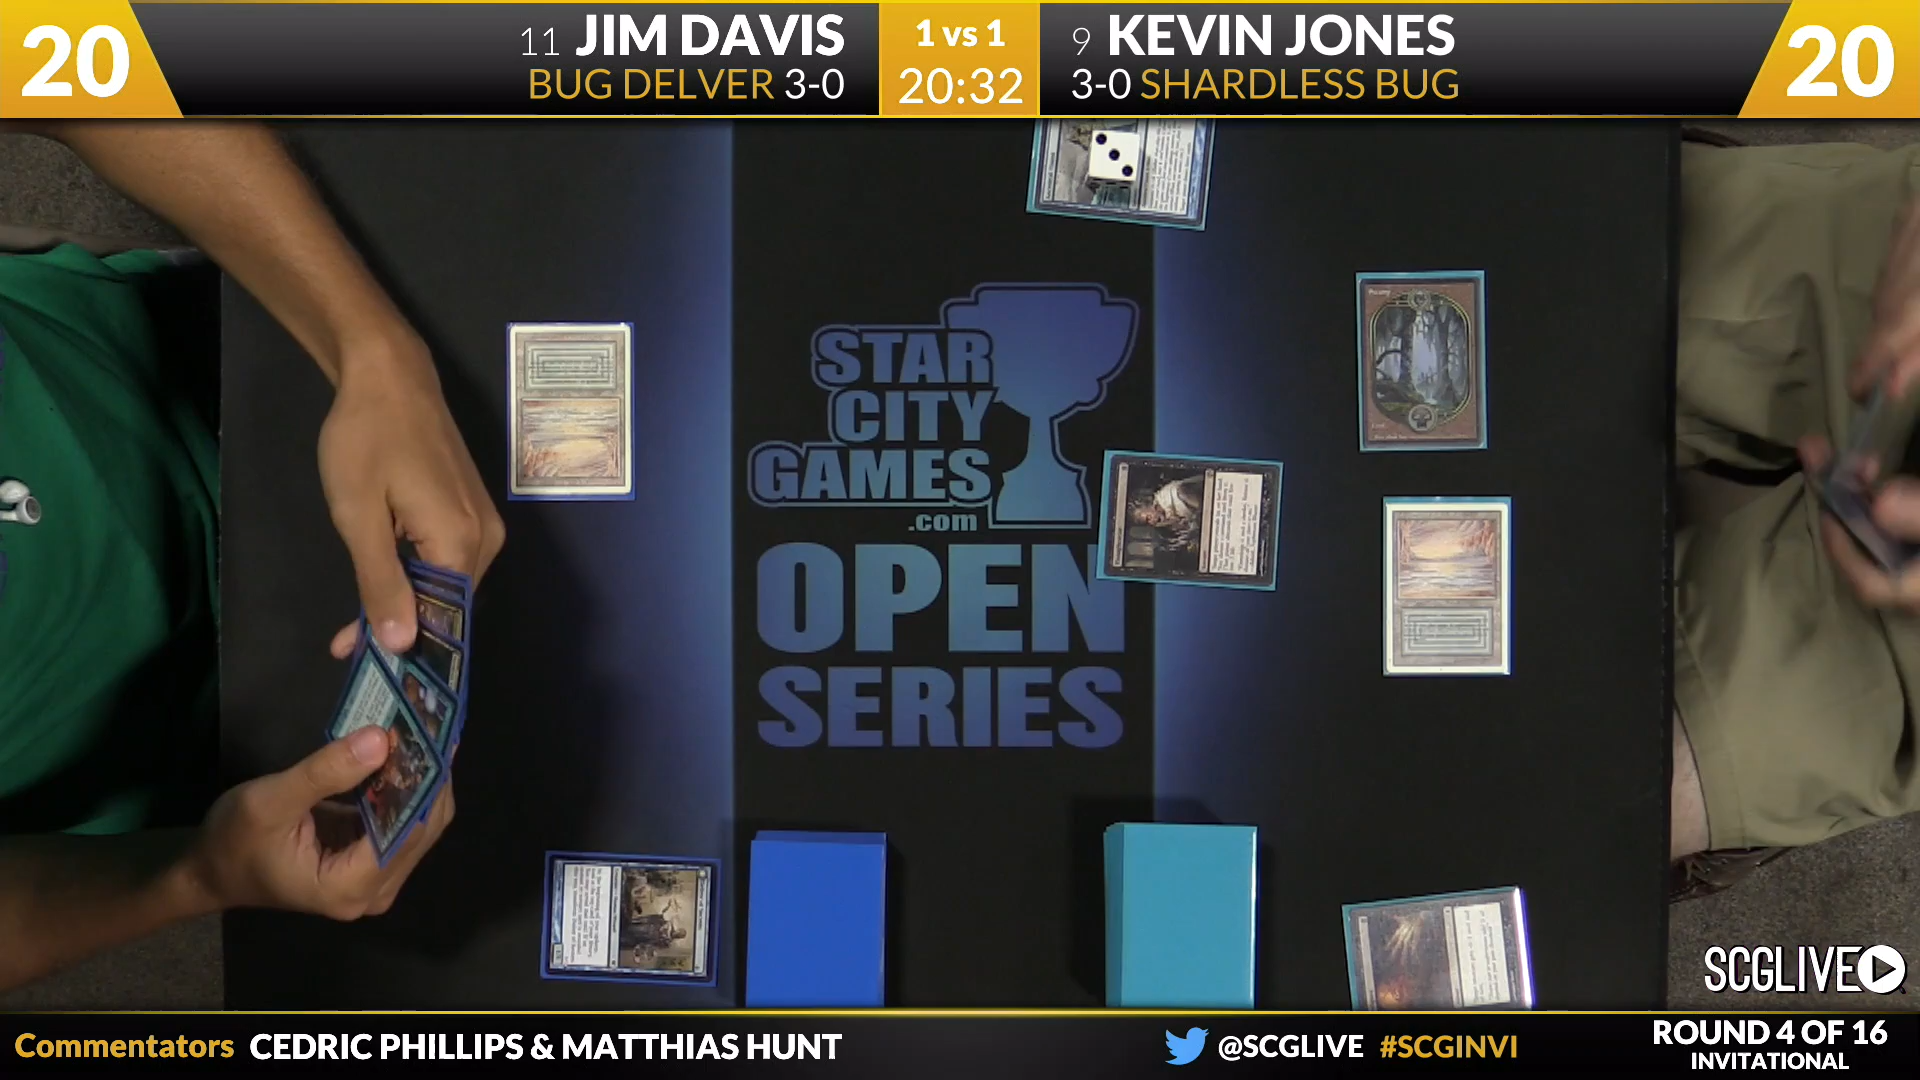 20
11 JIM DAVIS
BUG DELVER 3-0
1 vs 1
20:32
9 KEVIN JONES
3-0 SHARDLESS BUG
20
STAR
CITY
GAMES
.com
OPEN
SERIES
SCGLIVE
Commentators CEDRIC PHILLIPS & MATTHIAS HUNT
@SCGLIVE #SCGINVI
ROUND 4 OF 16
INVITATIONAL